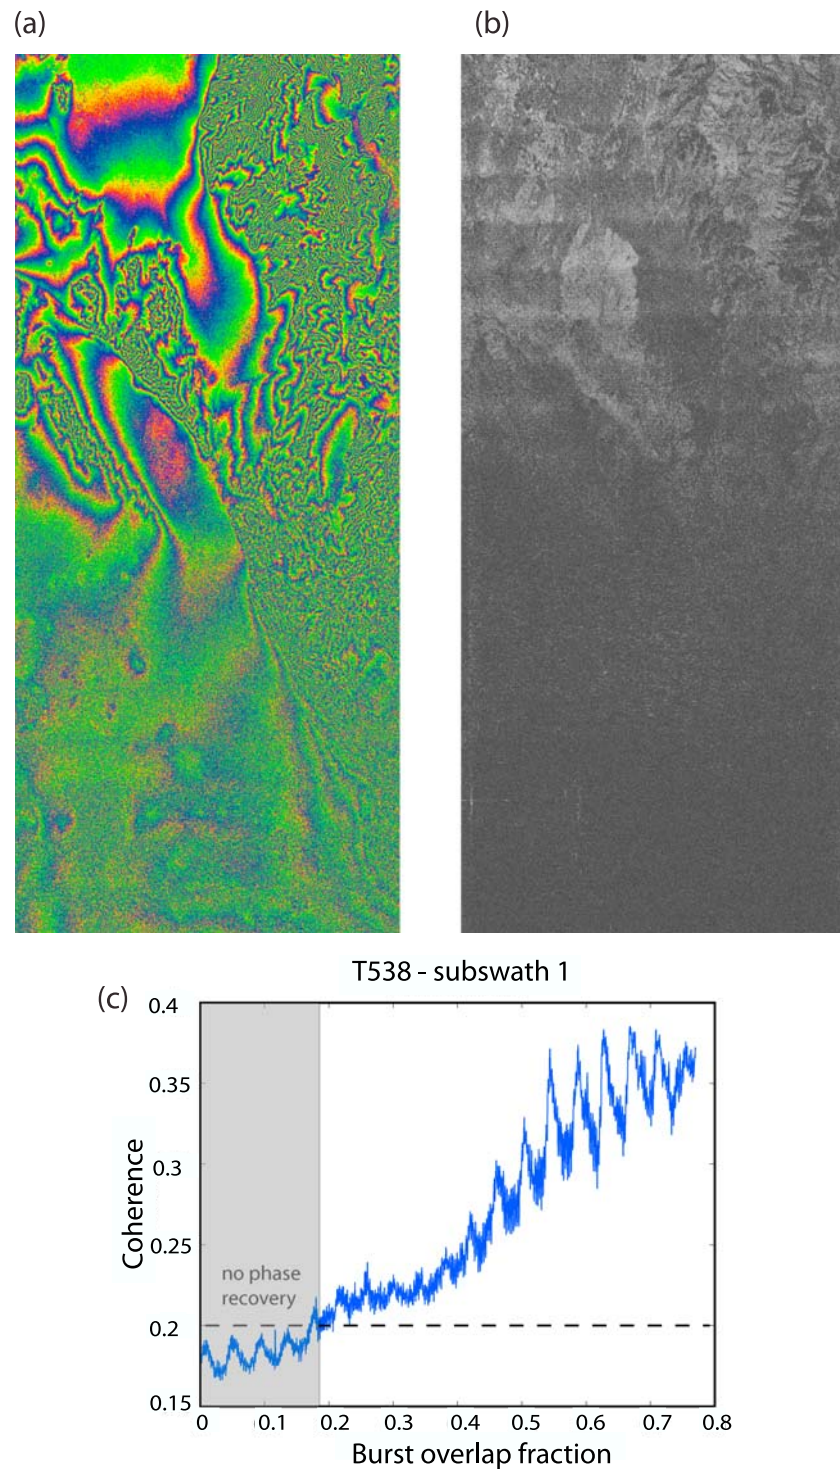 (a)
(b)
T538 - subswath 1
(c)
0.4
0.35
0.3
0.25
0.2
0.15
Coherence
no phase
recovery
0 0.1 0.2 0.3 0.4 0.5 0.6 0.7 0.8
Burst overlap fraction